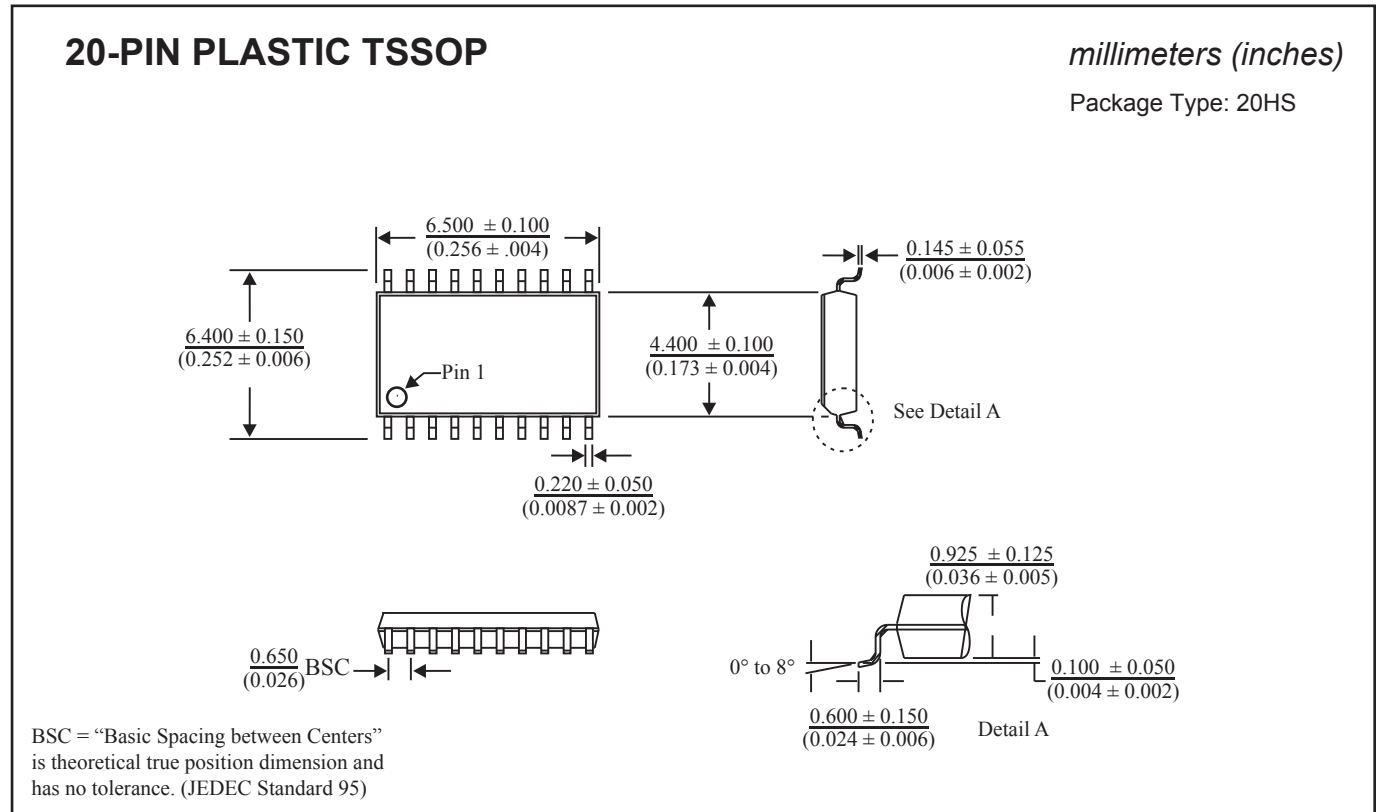 20-PIN PLASTIC TSSOP
millimeters (inches)
Package Type: 20HS
6.500 ± 0.100
(0.256 ± .004)
0.145 ± 0.055
(0.006 ± 0.002)
6.400 ± 0.150
(0.252 ± 0.006)
4.400 ± 0.100
(0.173 ± 0.004)
Pin 1
See Detail A
0.220 ± 0.050
(0.0087 ± 0.002)
0.925 ± 0.125
(0.036 ± 0.005)
0.650
(0.026)
BSC
0° to 8°
0.100 ± 0.050
(0.004 ± 0.002)
0.600 ± 0.150
(0.024 ± 0.006)
Detail A
BSC = “Basic Spacing between Centers”
is theoretical true position dimension and
has no tolerance. (JEDEC Standard 95)